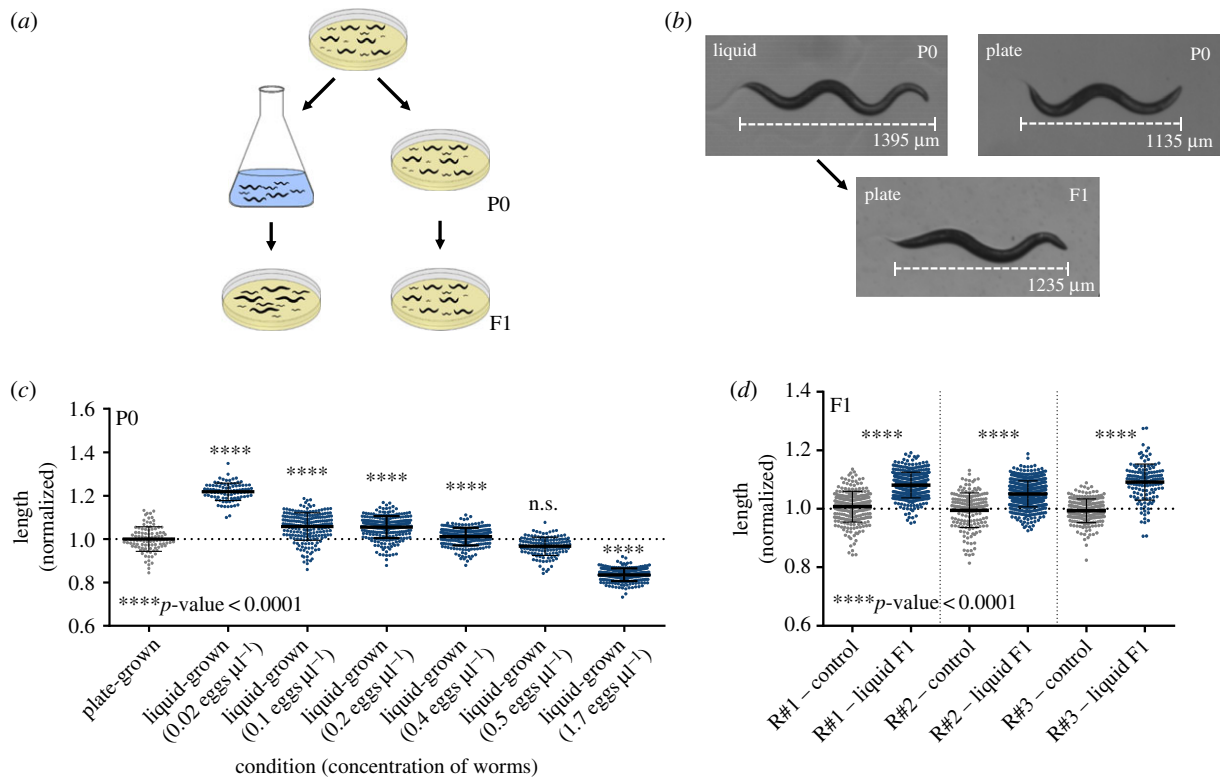 (a)
P0
F1
(b)
liquid P0
1395 µm
plate P0
1135 µm
plate F1
1235 µm
(c)
length
(normalized)
1.6
1.4
1.2
1.0
0.8
0.6
P0
****
****
****
****
n.s.
****
****p-value < 0.0001
plate-grown
liquid-grown
(0.02 eggs µl⁻¹)
liquid-grown
(0.1 eggs µl⁻¹)
liquid-grown
(0.2 eggs µl⁻¹)
liquid-grown
(0.4 eggs µl⁻¹)
liquid-grown
(0.5 eggs µl⁻¹)
liquid-grown
(1.7 eggs µl⁻¹)
condition (concentration of worms)
(d)
length
(normalized)
1.4
1.2
1.0
0.8
0.6
F1
****
****
****
****p-value < 0.0001
R#1 – control
R#1 – liquid F1
R#2 – control
R#2 – liquid F1
R#3 – control
R#3 – liquid F1